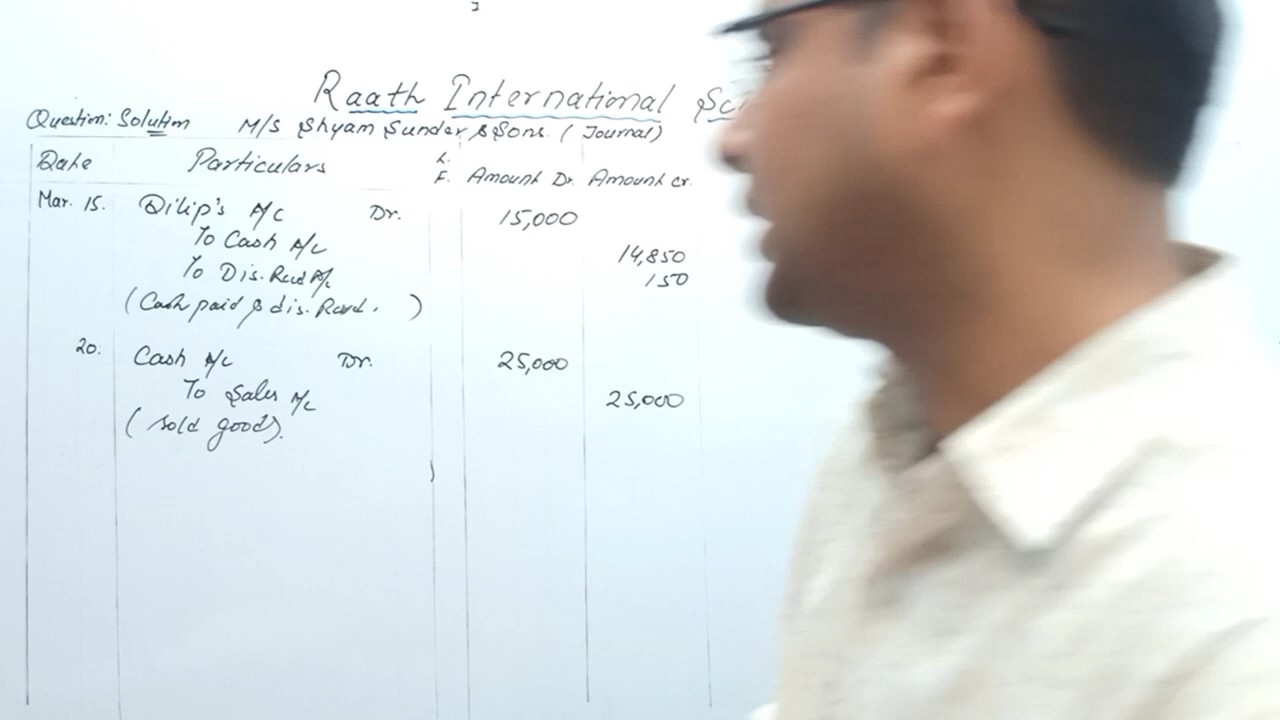 Raath International
Question: Solution M/S Shyam Sunder & Sons. (Journal)
Date Particulars L.F. Amount Dr. Amount cr.
Mar. 15. Dilip's A/C Dr. 15,000
To Cash A/C 14,850
To Dis. Rcvd A/C 150
(Cash paid & dis. Rcvd. )
20. Cash A/C Dr. 25,000
To Sales A/C 25,000
(sold goods).